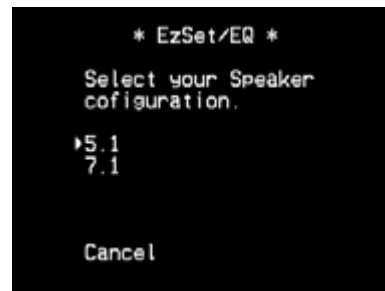 * EzSet/EQ *
Select your Speaker
cofiguration.
▸5.1
7.1
Cancel